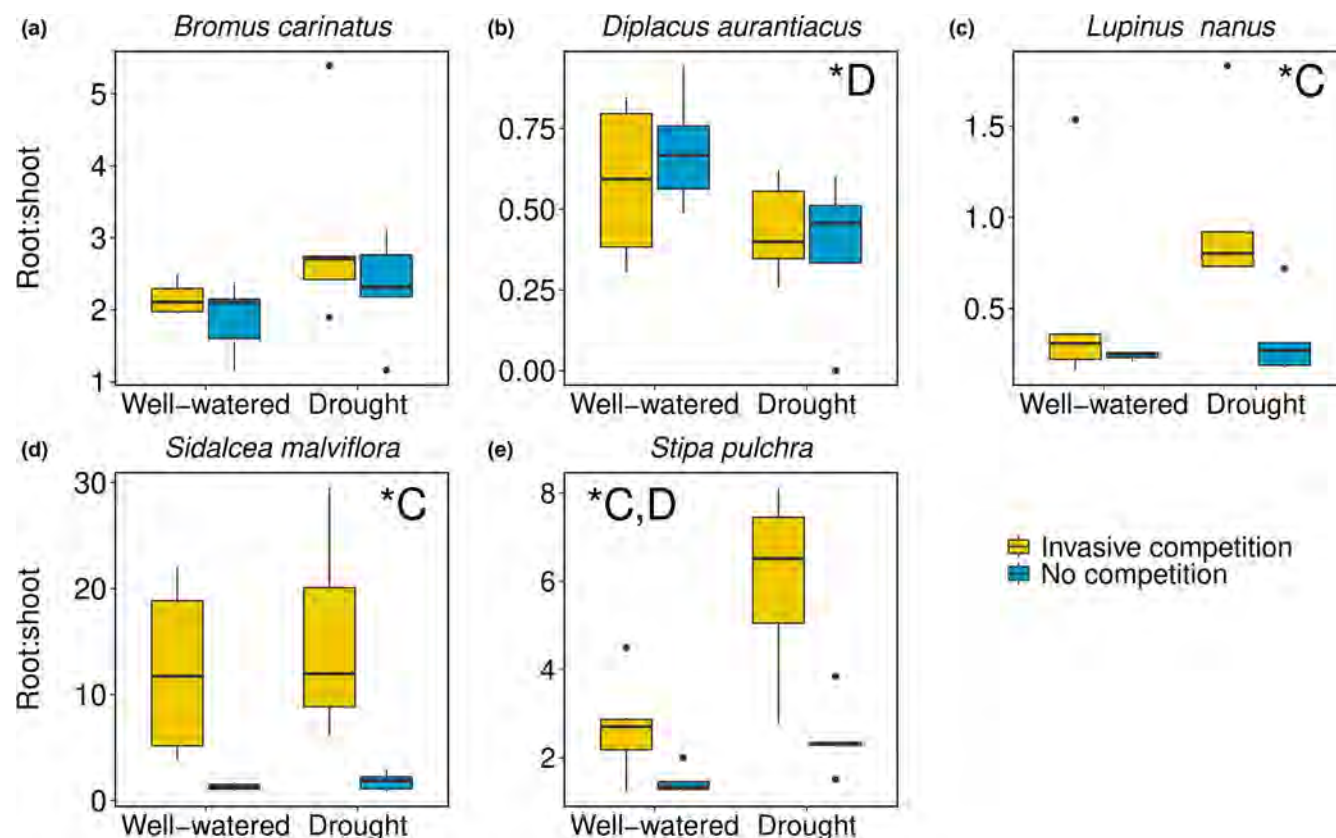 (a) Bromus carinatus
(b) Diplacus aurantiacus
(c) Lupinus nanus
Root:shoot
5
4
3
2
1
Well-watered Drought
*D
0.75
0.50
0.25
0.00
Well-watered Drought
*C
1.5
1.0
0.5
Well-watered Drought
(d) Sidalcea malviflora
(e) Stipa pulchra
Root:shoot
*C
30
20
10
0
Well-watered Drought
*C,D
8
6
4
2
Well-watered Drought
Invasive competition
No competition